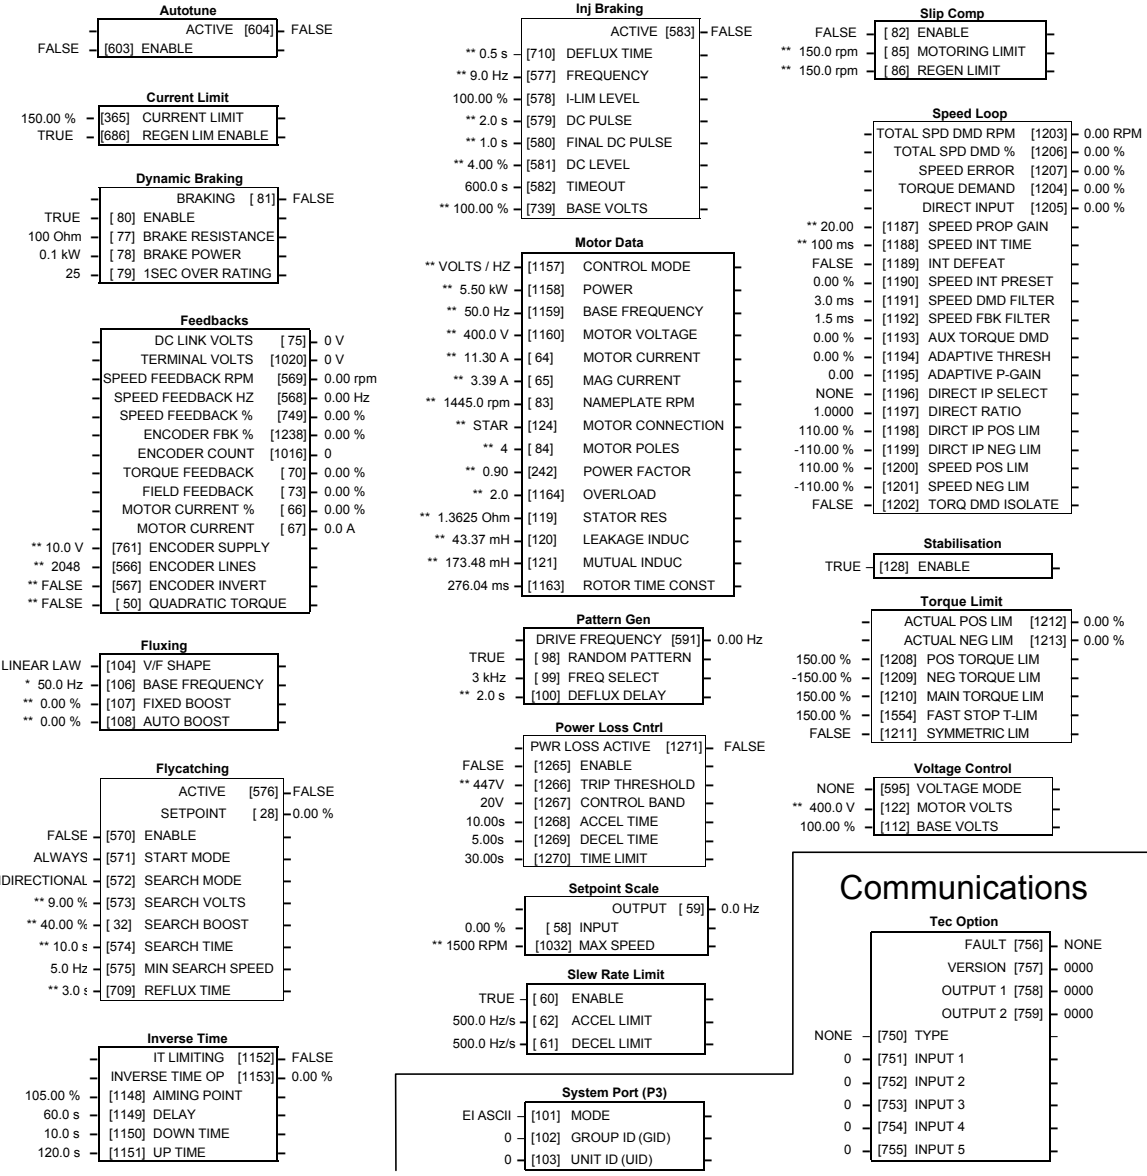 Autotune
ACTIVE [604] FALSE
FALSE [603] ENABLE
Current Limit
150.00 % [365] CURRENT LIMIT
TRUE [686] REGEN LIM ENABLE
Dynamic Braking
BRAKING [ 81] FALSE
TRUE [ 80] ENABLE
100 Ohm [ 77] BRAKE RESISTANCE
0.1 kW [ 78] BRAKE POWER
25 [ 79] 1SEC OVER RATING
Feedbacks
DC LINK VOLTS [ 75] 0 V
TERMINAL VOLTS [1020] 0 V
SPEED FEEDBACK RPM [569] 0.00 rpm
SPEED FEEDBACK HZ [568] 0.00 Hz
SPEED FEEDBACK % [749] 0.00 %
ENCODER FBK % [1238] 0.00 %
ENCODER COUNT [1016] 0
TORQUE FEEDBACK [ 70] 0.00 %
FIELD FEEDBACK [ 73] 0.00 %
MOTOR CURRENT % [ 66] 0.00 %
MOTOR CURRENT [ 67] 0.0 A
** 10.0 V [761] ENCODER SUPPLY
** 2048 [566] ENCODER LINES
** FALSE [567] ENCODER INVERT
** FALSE [ 50] QUADRATIC TORQUE
Fluxing
LINEAR LAW [104] V/F SHAPE
* 50.0 Hz [106] BASE FREQUENCY
** 0.00 % [107] FIXED BOOST
** 0.00 % [108] AUTO BOOST
Flycatching
ACTIVE [576] FALSE
SETPOINT [ 28] 0.00 %
FALSE [570] ENABLE
ALWAYS [571] START MODE
IDIRECTIONAL [572] SEARCH MODE
** 9.00 % [573] SEARCH VOLTS
** 40.00 % [ 32] SEARCH BOOST
** 10.0 s [574] SEARCH TIME
5.0 Hz [575] MIN SEARCH SPEED
** 3.0 s [709] REFLUX TIME
Inverse Time
IT LIMITING [1152] FALSE
INVERSE TIME OP [1153] 0.00 %
105.00 % [1148] AIMING POINT
60.0 s [1149] DELAY
10.0 s [1150] DOWN TIME
120.0 s [1151] UP TIME
Inj Braking
ACTIVE [583] FALSE
** 0.5 s [710] DEFLUX TIME
** 9.0 Hz [577] FREQUENCY
100.00 % [578] I-LIM LEVEL
** 2.0 s [579] DC PULSE
** 1.0 s [580] FINAL DC PULSE
** 4.00 % [581] DC LEVEL
600.0 s [582] TIMEOUT
** 100.00 % [739] BASE VOLTS
Motor Data
** VOLTS / HZ [1157] CONTROL MODE
** 5.50 kW [1158] POWER
** 50.0 Hz [1159] BASE FREQUENCY
** 400.0 V [1160] MOTOR VOLTAGE
** 11.30 A [ 64] MOTOR CURRENT
** 3.39 A [ 65] MAG CURRENT
** 1445.0 rpm [ 83] NAMEPLATE RPM
** STAR [124] MOTOR CONNECTION
** 4 [ 84] MOTOR POLES
** 0.90 [242] POWER FACTOR
** 2.0 [1164] OVERLOAD
** 1.3625 Ohm [119] STATOR RES
** 43.37 mH [120] LEAKAGE INDUC
** 173.48 mH [121] MUTUAL INDUC
276.04 ms [1163] ROTOR TIME CONST
Pattern Gen
DRIVE FREQUENCY [591] 0.00 Hz
TRUE [ 98] RANDOM PATTERN
3 kHz [ 99] FREQ SELECT
** 2.0 s [100] DEFLUX DELAY
Power Loss Cntrl
PWR LOSS ACTIVE [1271] FALSE
FALSE [1265] ENABLE
** 447V [1266] TRIP THRESHOLD
20V [1267] CONTROL BAND
10.00s [1268] ACCEL TIME
5.00s [1269] DECEL TIME
30.00s [1270] TIME LIMIT
Setpoint Scale
OUTPUT [ 59] 0.0 Hz
0.00 % [ 58] INPUT
** 1500 RPM [1032] MAX SPEED
Slew Rate Limit
TRUE [ 60] ENABLE
500.0 Hz/s [ 62] ACCEL LIMIT
500.0 Hz/s [ 61] DECEL LIMIT
System Port (P3)
EI ASCII [101] MODE
0 [102] GROUP ID (GID)
0 [103] UNIT ID (UID)
Slip Comp
FALSE [ 82] ENABLE
** 150.0 rpm [ 85] MOTORING LIMIT
** 150.0 rpm [ 86] REGEN LIMIT
Speed Loop
TOTAL SPD DMD RPM [1203] 0.00 RPM
TOTAL SPD DMD % [1206] 0.00 %
SPEED ERROR [1207] 0.00 %
TORQUE DEMAND [1204] 0.00 %
DIRECT INPUT [1205] 0.00 %
** 20.00 [1187] SPEED PROP GAIN
** 100 ms [1188] SPEED INT TIME
FALSE [1189] INT DEFEAT
0.00 % [1190] SPEED INT PRESET
3.0 ms [1191] SPEED DMD FILTER
1.5 ms [1192] SPEED FBK FILTER
0.00 % [1193] AUX TORQUE DMD
0.00 % [1194] ADAPTIVE THRESH
0.00 [1195] ADAPTIVE P-GAIN
NONE [1196] DIRECT IP SELECT
1.0000 [1197] DIRECT RATIO
110.00 % [1198] DIRCT IP POS LIM
-110.00 % [1199] DIRCT IP NEG LIM
110.00 % [1200] SPEED POS LIM
-110.00 % [1201] SPEED NEG LIM
FALSE [1202] TORQ DMD ISOLATE
Stabilisation
TRUE [128] ENABLE
Torque Limit
ACTUAL POS LIM [1212] 0.00 %
ACTUAL NEG LIM [1213] 0.00 %
150.00 % [1208] POS TORQUE LIM
-150.00 % [1209] NEG TORQUE LIM
150.00 % [1210] MAIN TORQUE LIM
150.00 % [1554] FAST STOP T-LIM
FALSE [1211] SYMMETRIC LIM
Voltage Control
NONE [595] VOLTAGE MODE
** 400.0 V [122] MOTOR VOLTS
100.00 % [112] BASE VOLTS
Communications
Tec Option
FAULT [756] NONE
VERSION [757] 0000
OUTPUT 1 [758] 0000
OUTPUT 2 [759] 0000
NONE [750] TYPE
0 [751] INPUT 1
0 [752] INPUT 2
0 [753] INPUT 3
0 [754] INPUT 4
0 [755] INPUT 5